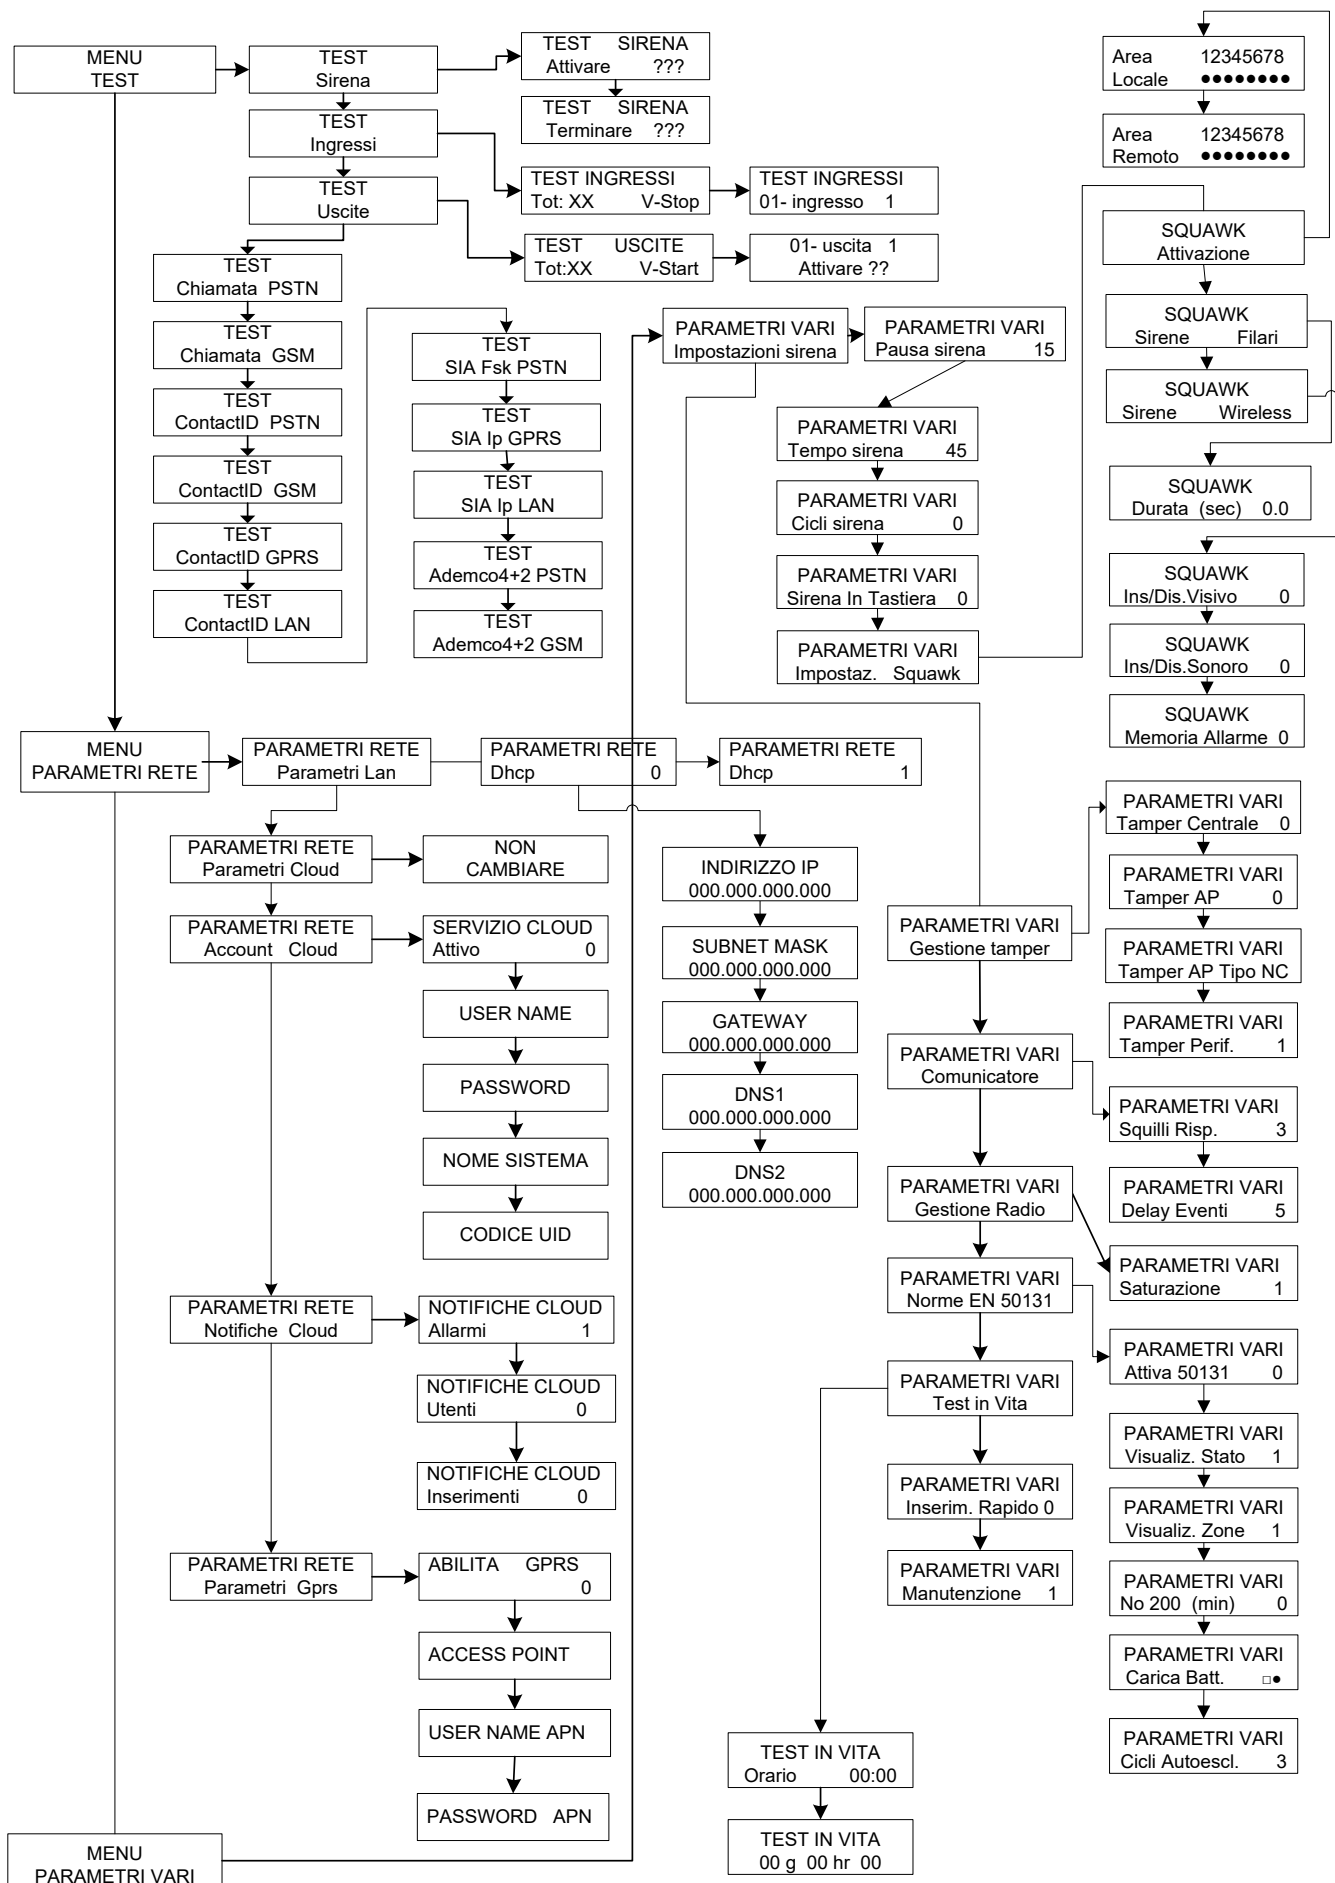 MENU
TEST
TEST
Sirena
TEST SIRENA
Attivare ???
TEST SIRENA
Terminare ???
TEST
Ingressi
TEST INGRESSI
Tot: XX V-Stop
TEST INGRESSI
01- ingresso 1
TEST
Uscite
TEST USCITE
Tot:XX V-Start
01- uscita 1
Attivare ??
TEST
Chiamata PSTN
TEST
Chiamata GSM
TEST
ContactID PSTN
TEST
ContactID GSM
TEST
ContactID GPRS
TEST
ContactID LAN
TEST
SIA Fsk PSTN
TEST
SIA Ip GPRS
TEST
SIA Ip LAN
TEST
Ademco4+2 PSTN
TEST
Ademco4+2 GSM
MENU
PARAMETRI RETE
PARAMETRI RETE
Parametri Lan
PARAMETRI RETE
Dhcp 0
PARAMETRI RETE
Dhcp 1
INDIRIZZO IP
000.000.000.000
SUBNET MASK
000.000.000.000
GATEWAY
000.000.000.000
DNS1
000.000.000.000
DNS2
000.000.000.000
PARAMETRI RETE
Parametri Cloud
NON
CAMBIARE
PARAMETRI RETE
Account Cloud
SERVIZIO CLOUD
Attivo 0
USER NAME
PASSWORD
NOME SISTEMA
CODICE UID
PARAMETRI RETE
Notifiche Cloud
NOTIFICHE CLOUD
Allarmi 1
NOTIFICHE CLOUD
Utenti 0
NOTIFICHE CLOUD
Inserimenti 0
PARAMETRI RETE
Parametri Gprs
ABILITA GPRS
0
ACCESS POINT
USER NAME APN
PASSWORD APN
MENU
PARAMETRI VARI
PARAMETRI VARI
Impostazioni sirena
PARAMETRI VARI
Pausa sirena 15
PARAMETRI VARI
Tempo sirena 45
PARAMETRI VARI
Cicli sirena 0
PARAMETRI VARI
Sirena In Tastiera 0
PARAMETRI VARI
Impostaz. Squawk
Area 12345678
Locale ●●●●●●●●
Area 12345678
Remoto ●●●●●●●●
SQUAWK
Attivazione
SQUAWK
Sirene Filari
SQUAWK
Sirene Wireless
SQUAWK
Durata (sec) 0.0
SQUAWK
Ins/Dis.Visivo 0
SQUAWK
Ins/Dis.Sonoro 0
SQUAWK
Memoria Allarme 0
PARAMETRI VARI
Gestione tamper
PARAMETRI VARI
Tamper Centrale 0
PARAMETRI VARI
Tamper AP 0
PARAMETRI VARI
Tamper AP Tipo NC
PARAMETRI VARI
Tamper Perif. 1
PARAMETRI VARI
Comunicatore
PARAMETRI VARI
Squilli Risp. 3
PARAMETRI VARI
Delay Eventi 5
PARAMETRI VARI
Gestione Radio
PARAMETRI VARI
Saturazione 1
PARAMETRI VARI
Norme EN 50131
PARAMETRI VARI
Attiva 50131 0
PARAMETRI VARI
Visualiz. Stato 1
PARAMETRI VARI
Visualiz. Zone 1
PARAMETRI VARI
No 200 (min) 0
PARAMETRI VARI
Carica Batt. □●
PARAMETRI VARI
Cicli Autoescl. 3
PARAMETRI VARI
Test in Vita
PARAMETRI VARI
Inserim. Rapido 0
PARAMETRI VARI
Manutenzione 1
TEST IN VITA
Orario 00:00
TEST IN VITA
00 g 00 hr 00